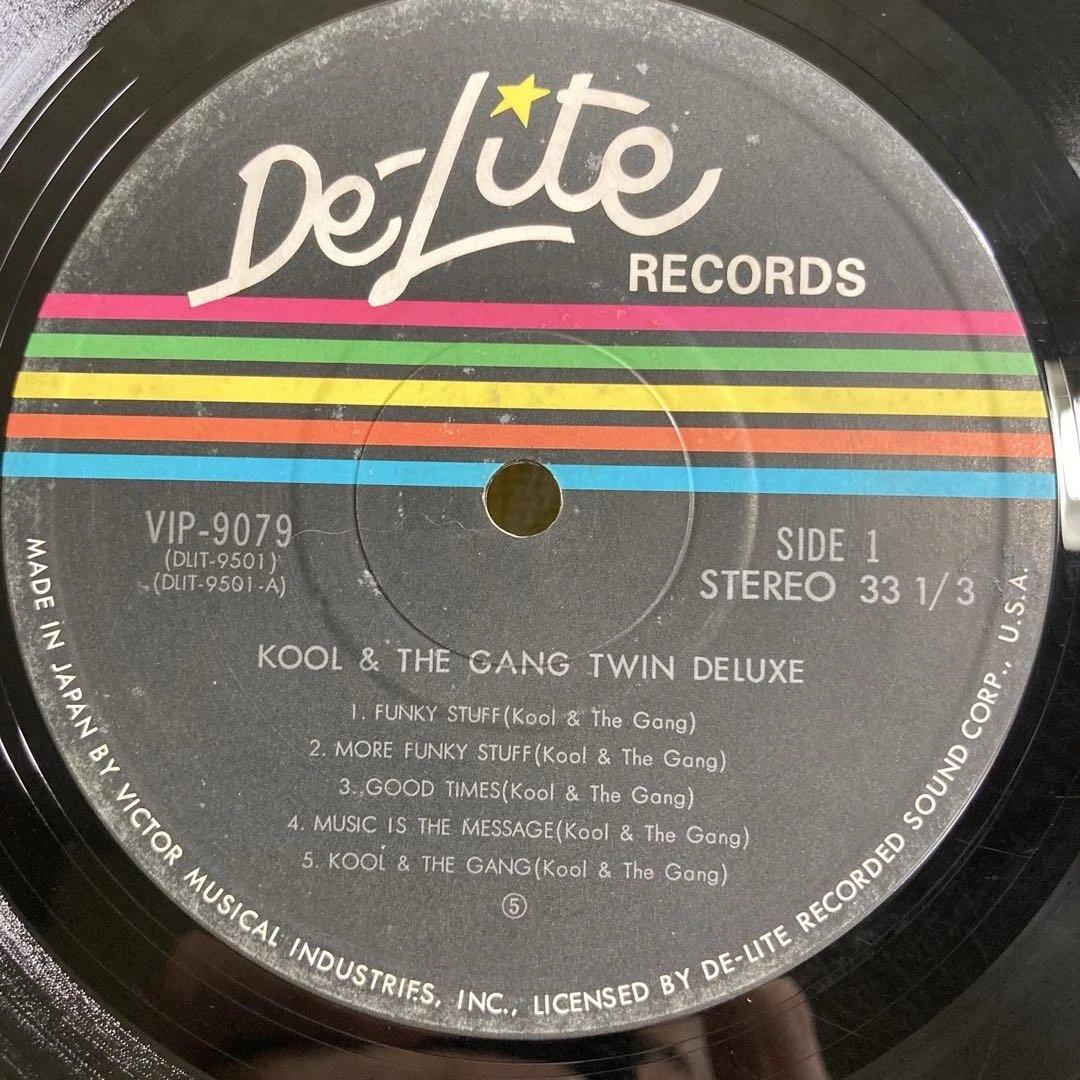 De-Lite
RECORDS
VIP-9079
(DLIT-9501)
(DLIT-9501-A)
SIDE 1
STEREO 33 1/3
KOOL & THE GANG TWIN DELUXE
1. FUNKY STUFF(Kool & The Gang)
2. MORE FUNKY STUFF(Kool & The Gang)
3. GOOD TIMES(Kool & The Gang)
4. MUSIC IS THE MESSAGE(Kool & The Gang)
5. KOOL & THE GANG(Kool & The Gang)
⑤
MADE IN JAPAN BY VICTOR MUSICAL INDUSTRIES, INC., LICENSED BY DE-LITE RECORDED SOUND CORP., U.S.A.